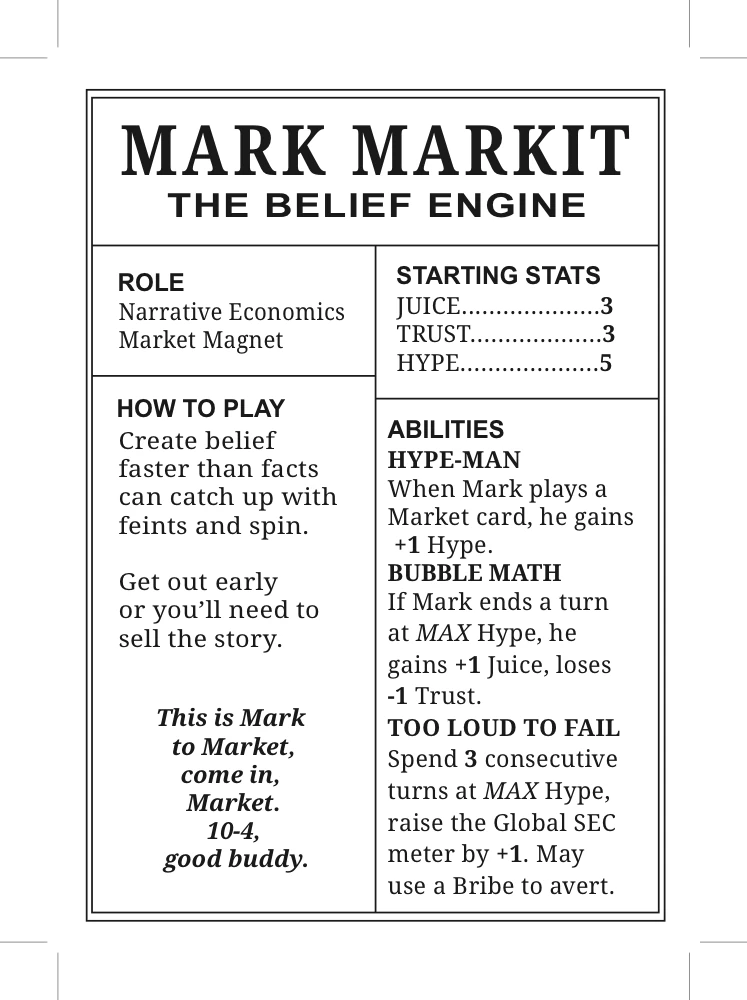 MARK MARKIT
THE BELIEF ENGINE
ROLE
Narrative Economics
Market Magnet
HOW TO PLAY
Create belief
faster than facts
can catch up with
feints and spin.
Get out early
or you’ll need to
sell the story.
This is Mark
to Market,
come in,
Market.
10-4,
good buddy.
STARTING STATS
JUICE....................3
TRUST...................3
HYPE....................5
ABILITIES
HYPE-MAN
When Mark plays a
Market card, he gains
+1 Hype.
BUBBLE MATH
If Mark ends a turn
at MAX Hype, he
gains +1 Juice, loses
-1 Trust.
TOO LOUD TO FAIL
Spend 3 consecutive
turns at MAX Hype,
raise the Global SEC
meter by +1. May
use a Bribe to avert.